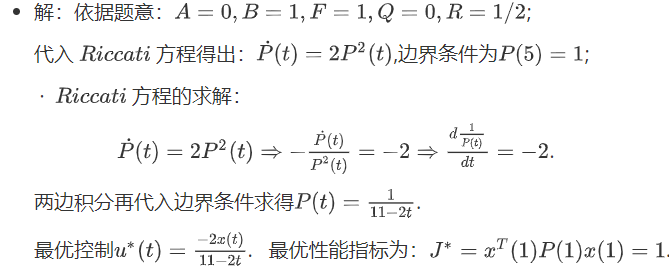 • 解：依据题意：$A = 0, B = 1, F = 1, Q = 0, R = 1/2$;
代入 $Riccati$ 方程得出：$\dot{P}(t) = 2P^2(t)$,边界条件为$P(5) = 1$;
· $Riccati$ 方程的求解：
$\dot{P}(t) = 2P^2(t) \Rightarrow -\frac{\dot{P}(t)}{P^2(t)} = -2 \Rightarrow \frac{d\frac{1}{P(t)}}{dt} = -2.$
两边积分再代入边界条件求得$P(t) = \frac{1}{11-2t}$.
最优控制$u^*(t) = \frac{-2x(t)}{11-2t}$. 最优性能指标为：$J^* = x^T(1)P(1)x(1) = 1.$